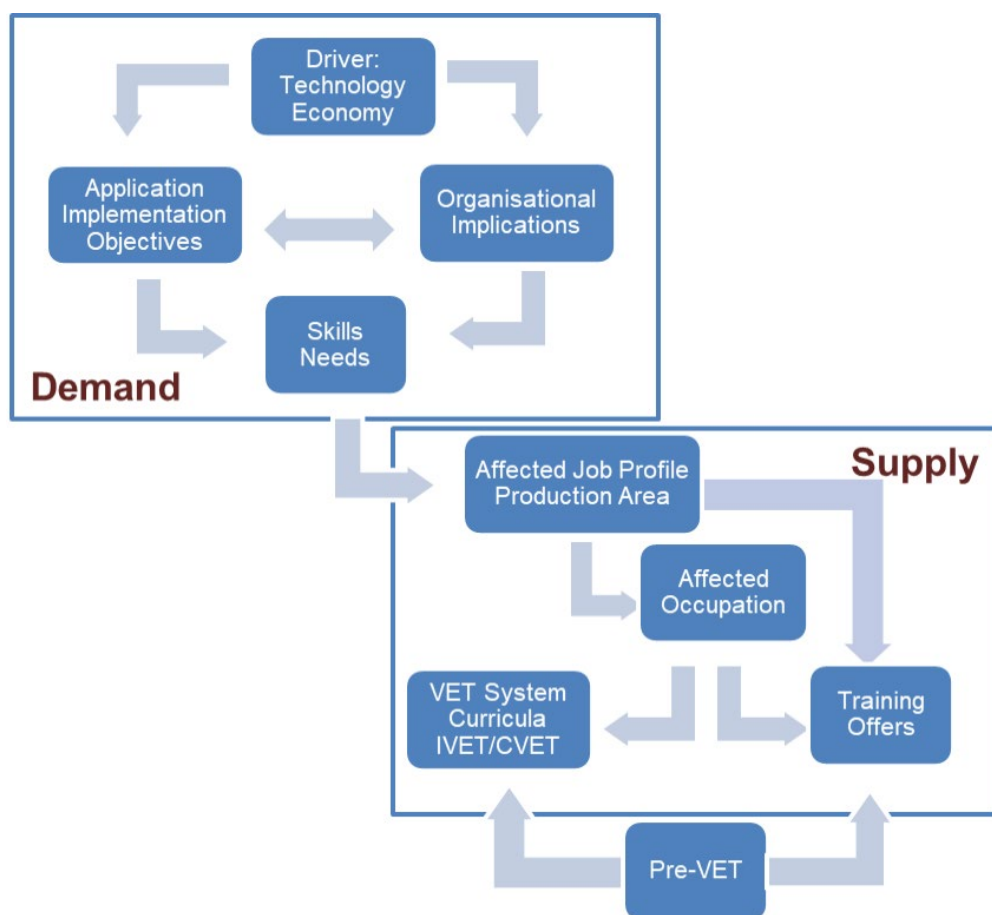 Driver:
Technology
Economy
Application
Implementation
Objectives
Organisational
Implications
Skills
Needs
Demand
Affected Job Profile
Production Area
Supply
Affected
Occupation
VET System
Curricula
IVET/CVET
Training
Offers
Pre-VET